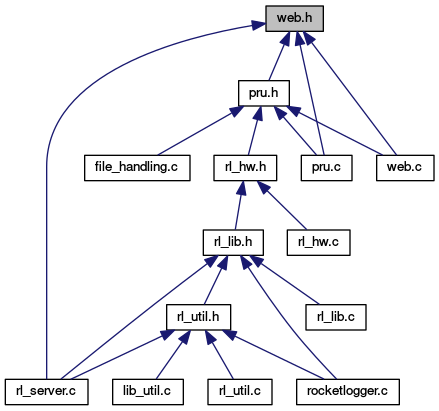 web.h
pru.h
file_handling.c
rl_hw.h
pru.c
web.c
rl_lib.h
rl_hw.c
rl_util.h
rl_lib.c
rl_server.c
lib_util.c
rl_util.c
rocketlogger.c